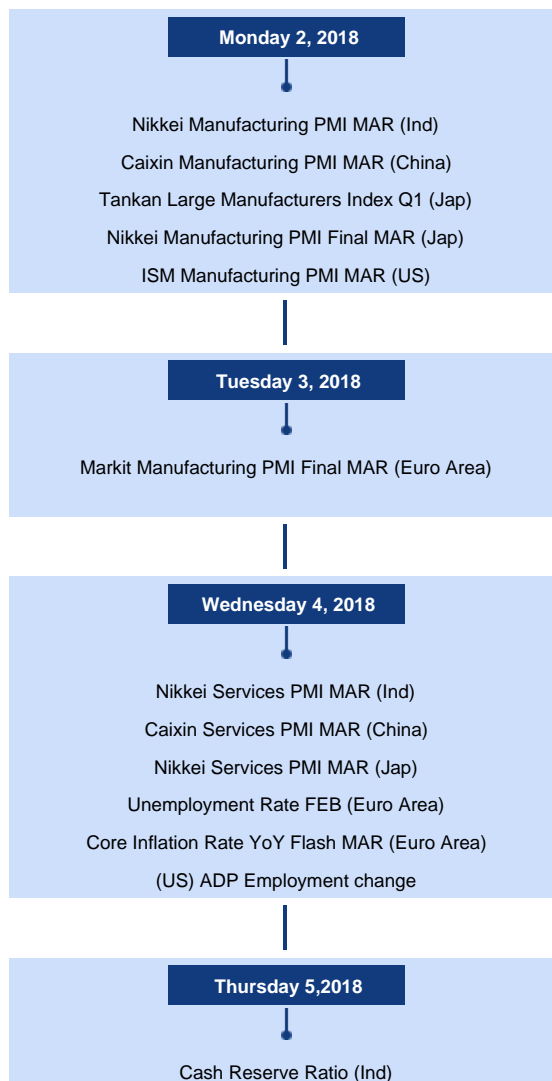 Monday 2, 2018
Nikkei Manufacturing PMI MAR (Ind)
Caixin Manufacturing PMI MAR (China)
Tankan Large Manufacturers Index Q1 (Jap)
Nikkei Manufacturing PMI Final MAR (Jap)
ISM Manufacturing PMI MAR (US)
Tuesday 3, 2018
Markit Manufacturing PMI Final MAR (Euro Area)
Wednesday 4, 2018
Nikkei Services PMI MAR (Ind)
Caixin Services PMI MAR (China)
Nikkei Services PMI MAR (Jap)
Unemployment Rate FEB (Euro Area)
Core Inflation Rate YoY Flash MAR (Euro Area)
(US) ADP Employment change
Thursday 5,2018
Cash Reserve Ratio (Ind)